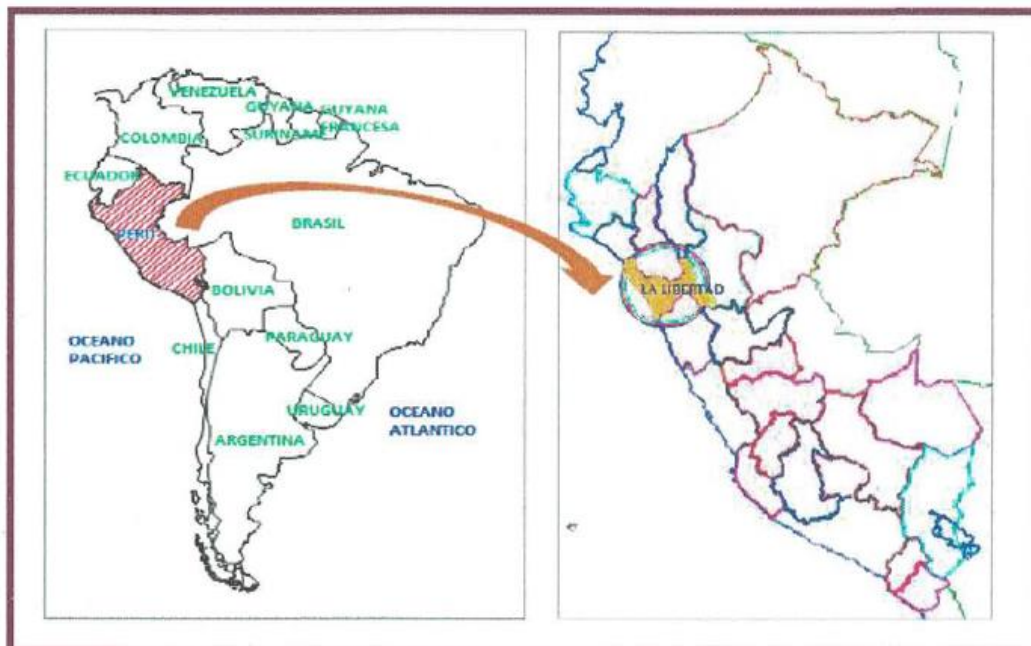 VENEZUELA
GUYANA
GUYANA
FRANCESA
SURINAME
COLOMBIA
ECUADOR
PERU
BRASIL
BOLIVIA
PARAGUAY
CHILE
OCEANO
PACIFICO
URUGUAY
OCEANO
ATLANTICO
ARGENTINA
LA LIBERTAD